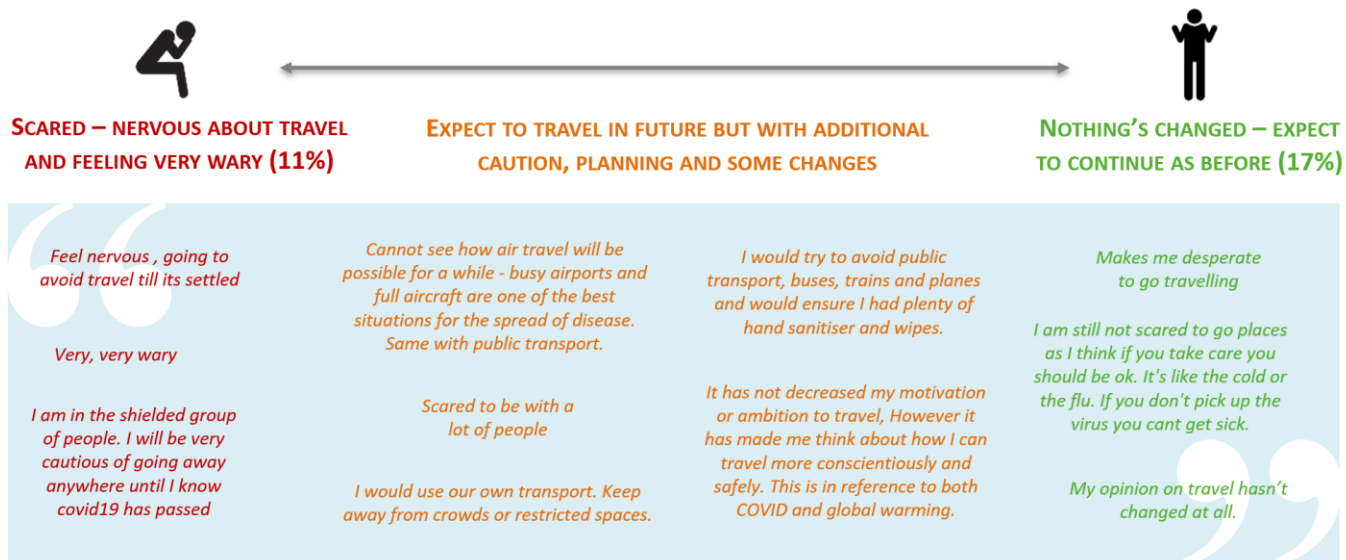 SCARED – NERVOUS ABOUT TRAVEL
AND FEELING VERY WARY (11%)
EXPECT TO TRAVEL IN FUTURE BUT WITH ADDITIONAL
CAUTION, PLANNING AND SOME CHANGES
NOTHING'S CHANGED – EXPECT
TO CONTINUE AS BEFORE (17%)
Feel nervous , going to
avoid travel till its settled
Very, very wary
I am in the shielded group
of people. I will be very
cautious of going away
anywhere until I know
covid19 has passed
Cannot see how air travel will be
possible for a while - busy airports and
full aircraft are one of the best
situations for the spread of disease.
Same with public transport.
Scared to be with a
lot of people
I would use our own transport. Keep
away from crowds or restricted spaces.
I would try to avoid public
transport, buses, trains and planes
and would ensure I had plenty of
hand sanitiser and wipes.
It has not decreased my motivation
or ambition to travel, However it
has made me think about how I can
travel more conscientiously and
safely. This is in reference to both
COVID and global warming.
Makes me desperate
to go travelling
I am still not scared to go places
as I think if you take care you
should be ok. It's like the cold or
the flu. If you don't pick up the
virus you cant get sick.
My opinion on travel hasn't
changed at all.